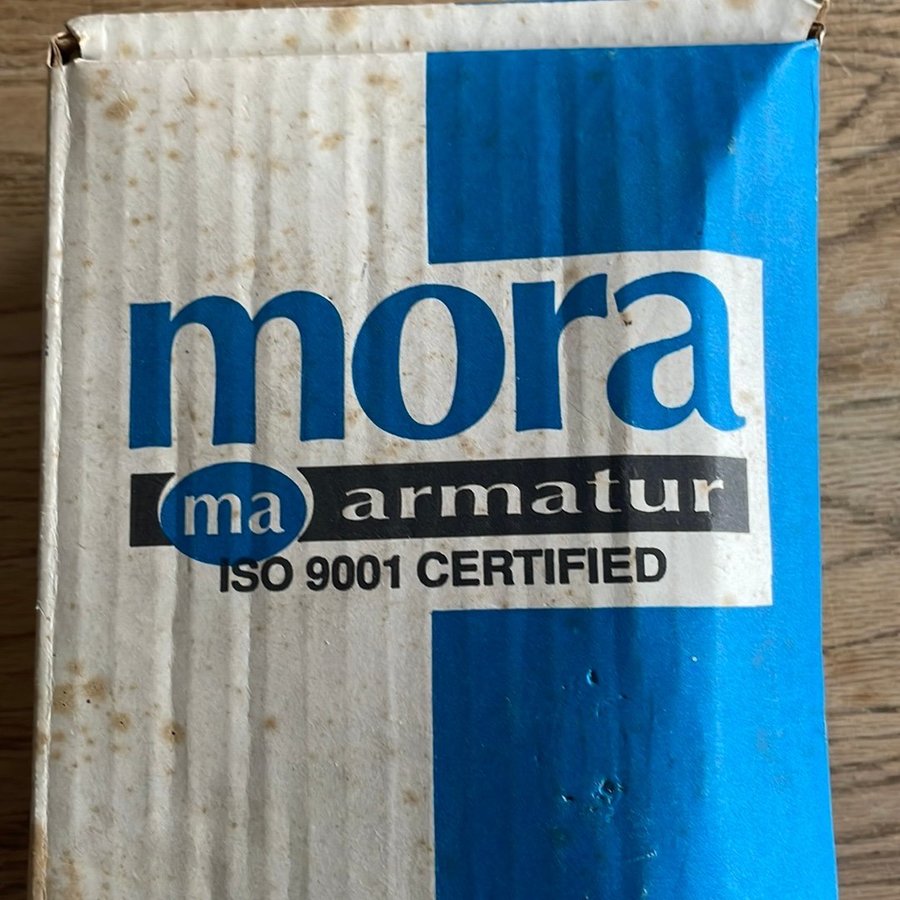 mora
ma armatur
ISO 9001 CERTIFIED